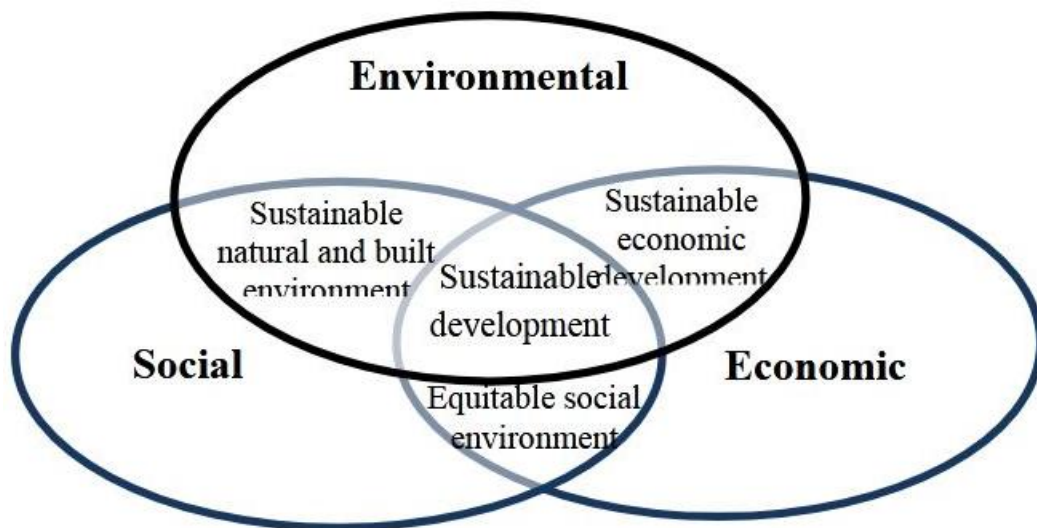 Environmental
Sustainable
natural and built
environment
Sustainable
economic
development
Sustainable
development
Social
Economic
Equitable social
environment